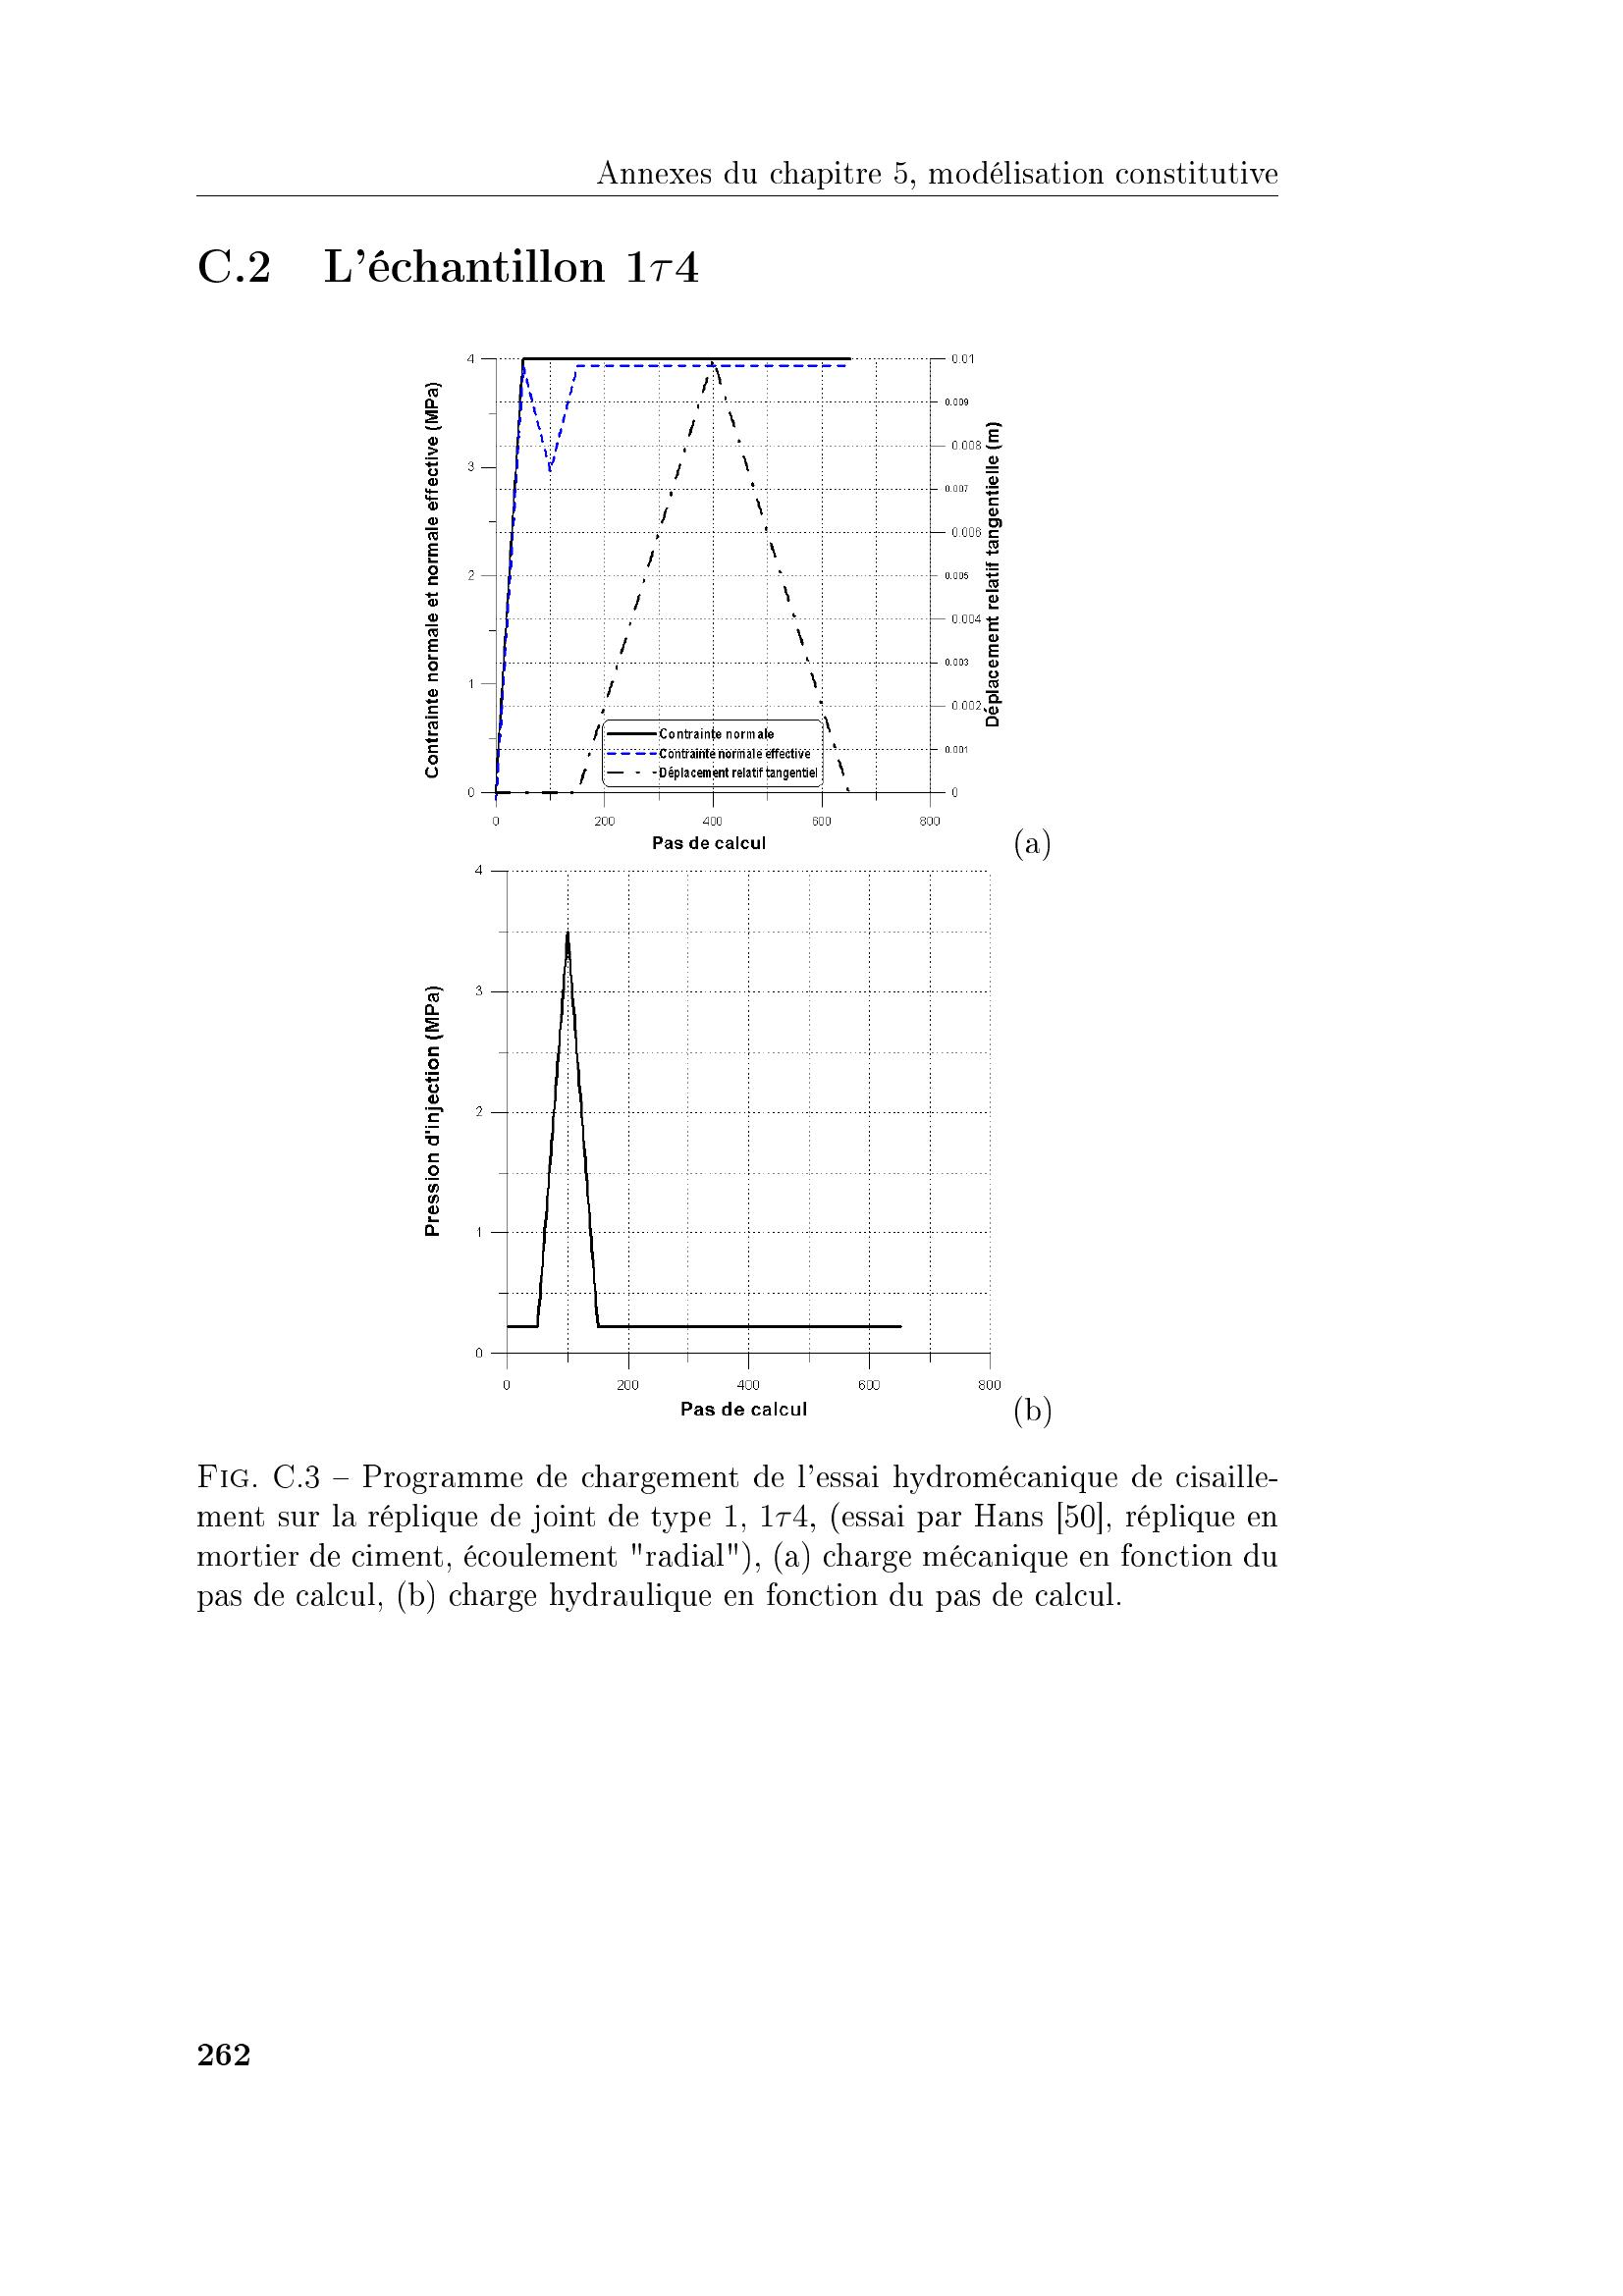 Annexes du chapitre 5, modélisation constitutive
C.2 L'échantillon 1τ4
Contrainte normale et normale effective (MPa)
4
3
2
1
0
0.01
0.009
0.008
0.007
0.006
0.005
0.004
0.003
0.002
0.001
0
Déplacement relatif tangentielle (m)
Contrainte normale
Contrainte normale effective
Déplacement relatif tangentiel
0 200 400 600 800
Pas de calcul
(a)
Pression d'injection (MPa)
4
3
2
1
0
0 200 400 600 800
Pas de calcul
(b)
FIG. C.3 – Programme de chargement de l'essai hydromécanique de cisaille-
ment sur la réplique de joint de type 1, 1τ4, (essai par Hans [50], réplique en
mortier de ciment, écoulement "radial"), (a) charge mécanique en fonction du
pas de calcul, (b) charge hydraulique en fonction du pas de calcul.
262